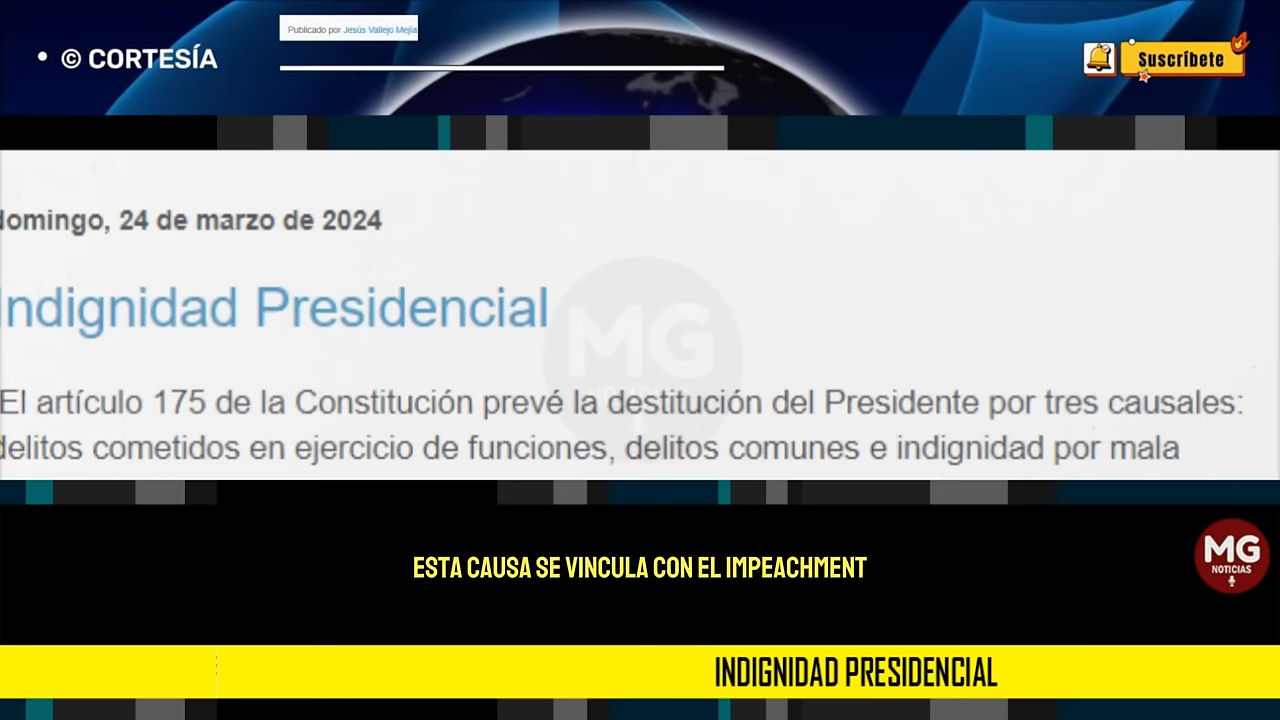 Publicado por Jesús Vallejo Mejía
• © CORTESÍA
Suscríbete
domingo, 24 de marzo de 2024
Indignidad Presidencial
El artículo 175 de la Constitución prevé la destitución del Presidente por tres causales:
delitos cometidos en ejercicio de funciones, delitos comunes e indignidad por mala
MG
ESTA CAUSA SE VINCULA CON EL IMPEACHMENT
MG
NOTICIAS
INDIGNIDAD PRESIDENCIAL